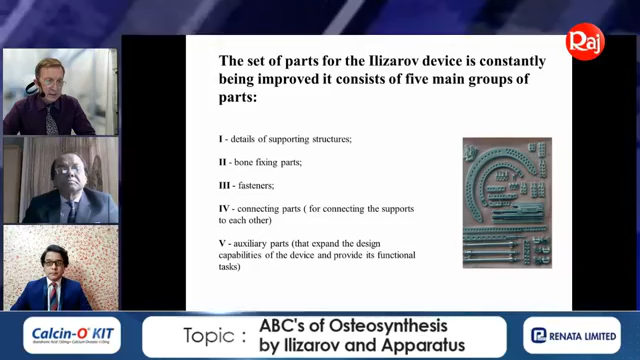 Raj
The set of parts for the Ilizarov device is constantly
being improved it consists of five main groups of
parts:
I - details of supporting structures;
II - bone fixing parts;
III - fasteners;
IV - connecting parts ( for connecting the supports
to each other)
V - auxiliary parts (that expand the design
capabilities of the device and provide its functional
tasks)
Calcin-O® KIT
Topic :
ABC's of Osteosynthesis
by Ilizarov and Apparatus
RENATA LIMITED